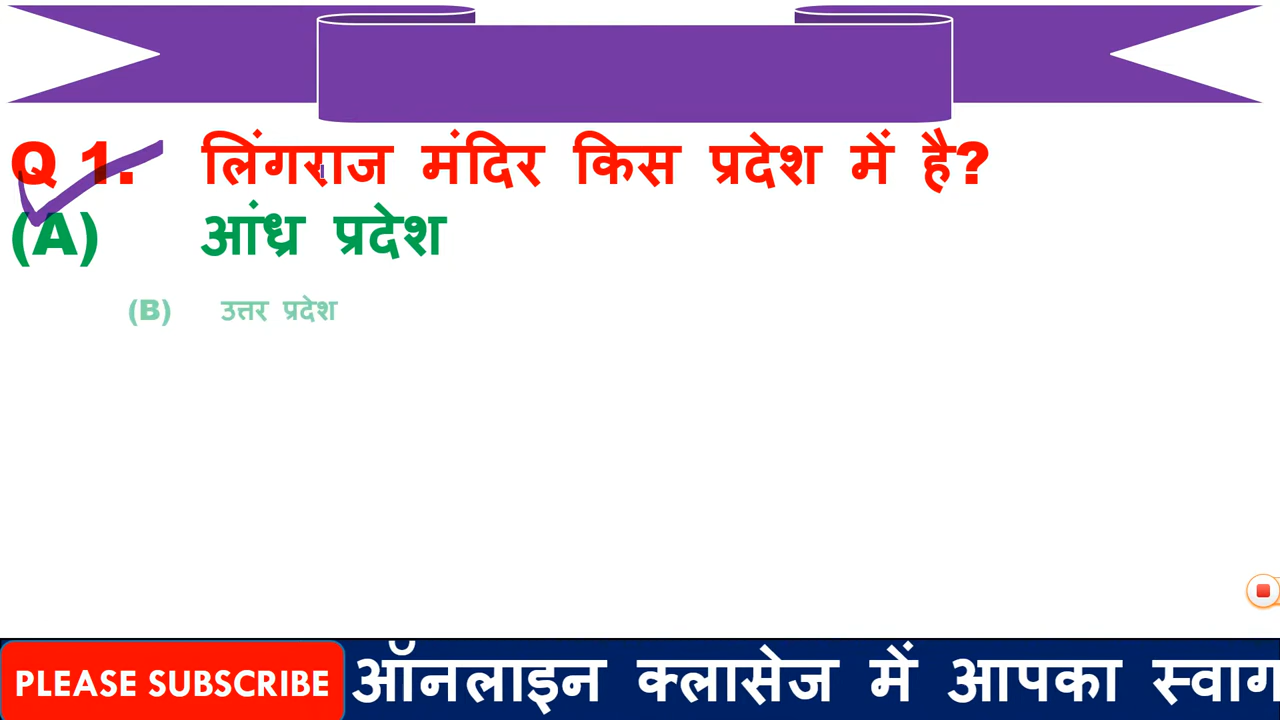 Q 1. लिंगराज मंदिर किस प्रदेश में है?
(A) आंध्र प्रदेश
(B) उत्तर प्रदेश
PLEASE SUBSCRIBE ऑनलाइन क्लासेज में आपका स्वाग